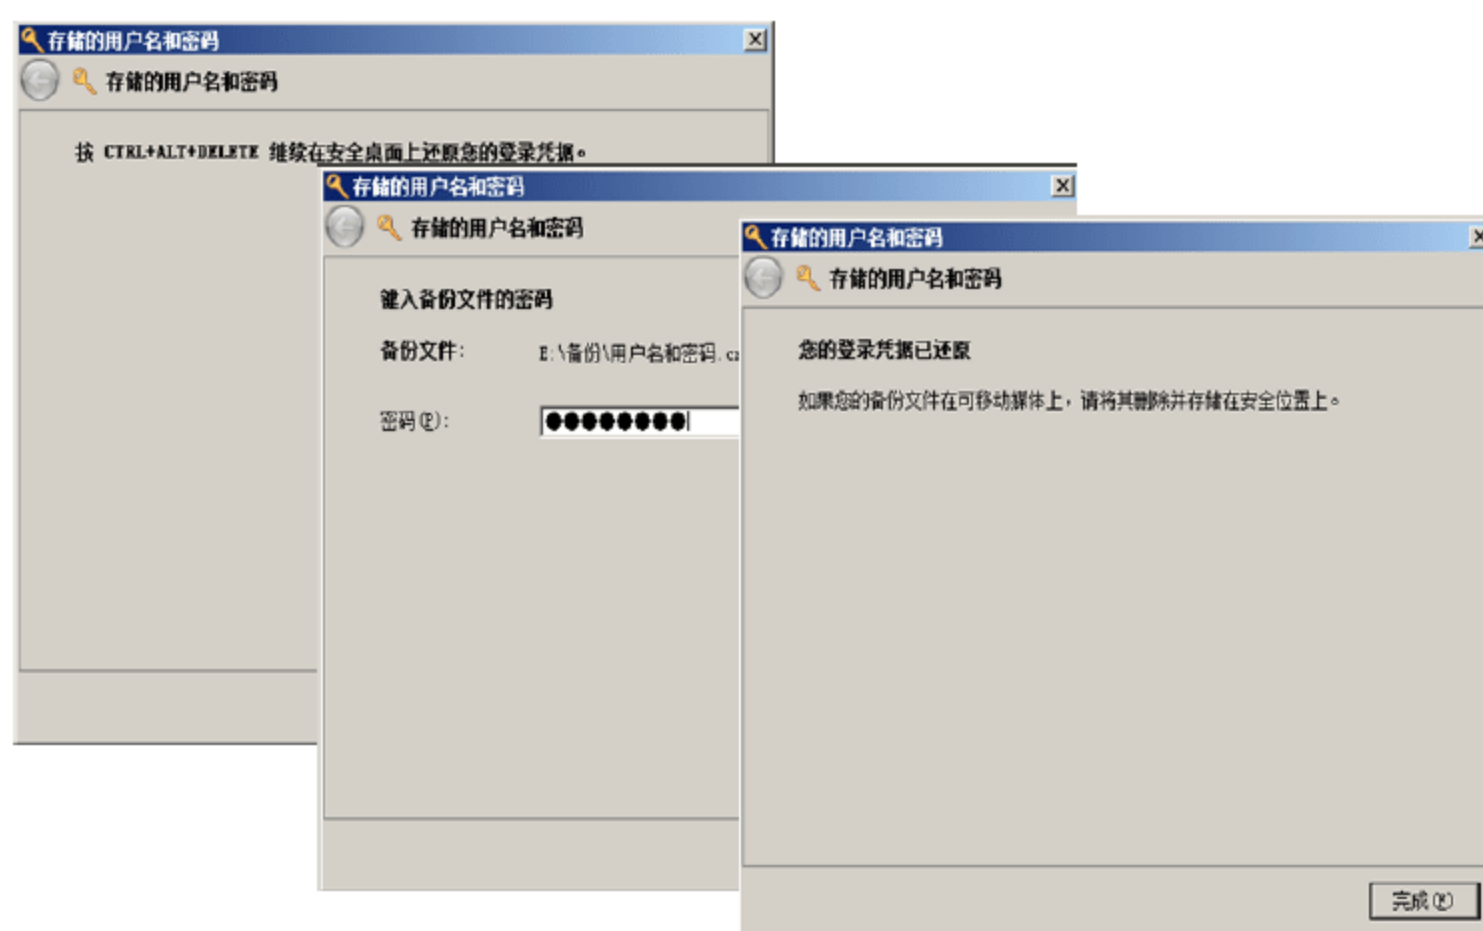 存储的用户名和密码
存储的用户名和密码
按 CTRL+ALT+DELETE 继续在安全桌面上还原您的登录凭据。
存储的用户名和密码
存储的用户名和密码
键入备份文件的密码
备份文件: E:\备份\用户名和密码.c
密码(P):
存储的用户名和密码
存储的用户名和密码
您的登录凭据已还原
如果您的备份文件在可移动媒体上，请将其删除并存储在安全位置上。
完成(F)